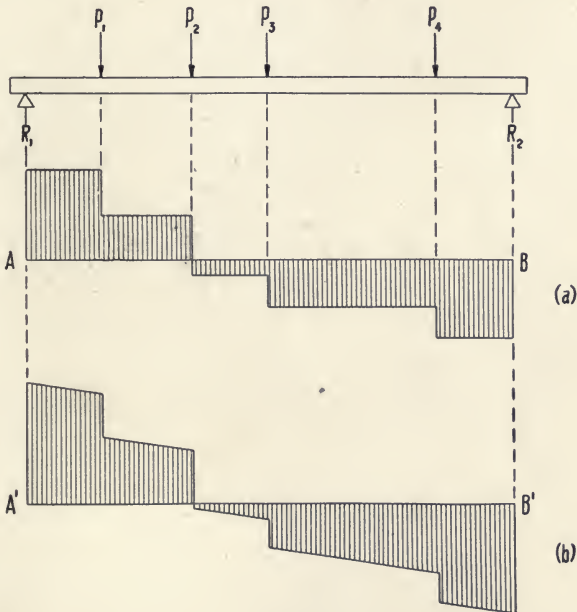 P₁ P₂ P₃ P₄
R₁ R₂
A B
(a)
A' B'
(b)